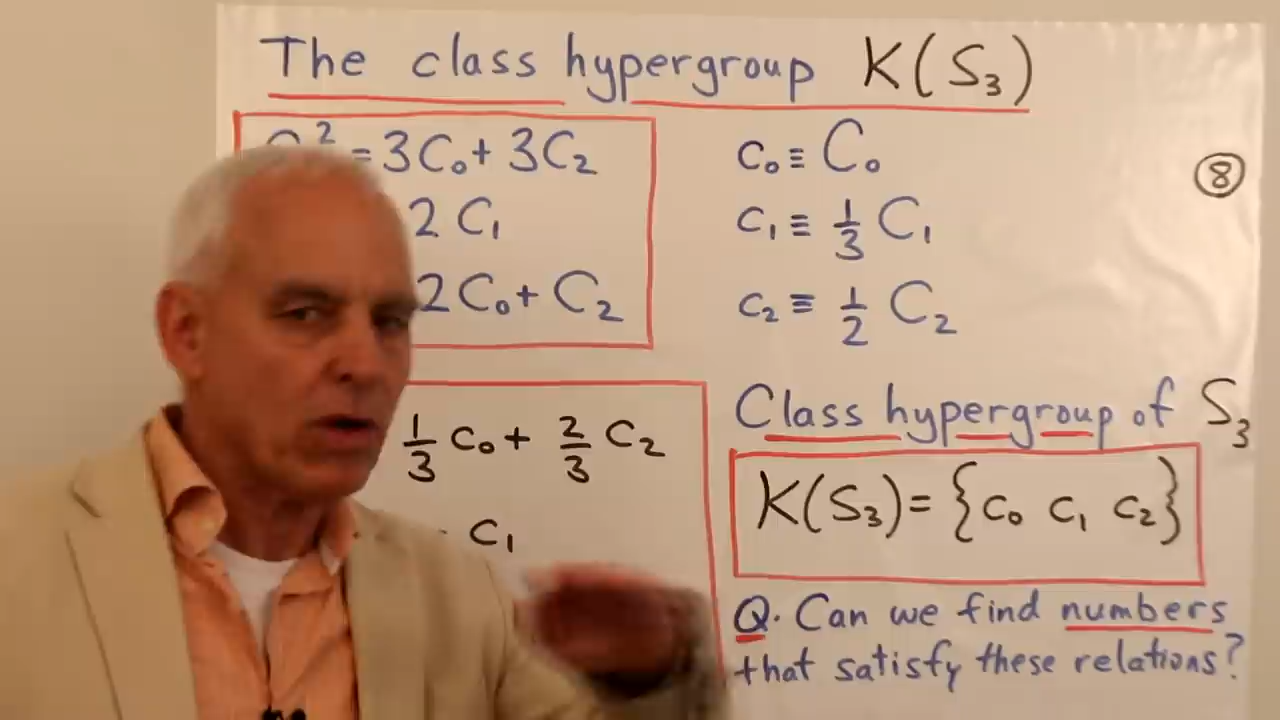 The class hypergroup K(S₃)
² = 3C₀ + 3C₂
2 C₁
2C₀ + C₂
c₀ ≡ C₀
c₁ ≡ 1/3 C₁
c₂ ≡ 1/2 C₂
⑧
1/3 c₀ + 2/3 c₂
c₁
Class hypergroup of S₃
K(S₃) = {c₀ c₁ c₂}
Q. Can we find numbers
that satisfy these relations?